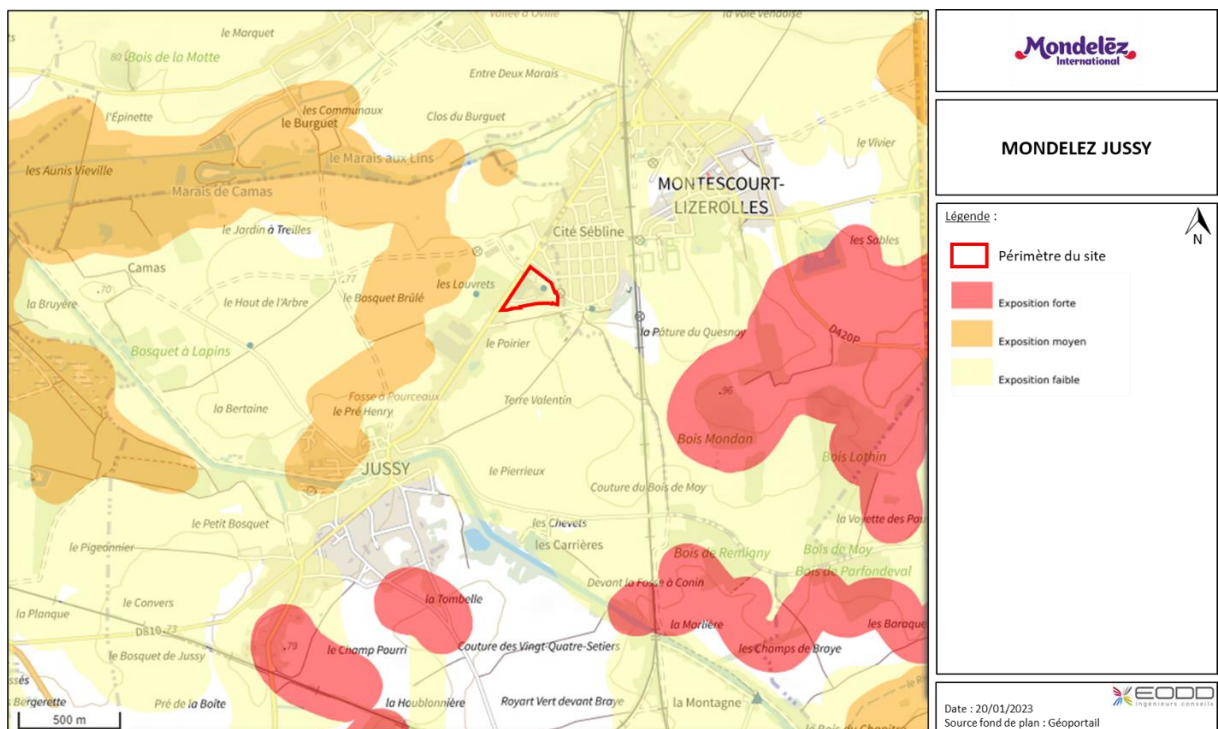 Vallée d'Oville
la Voie Vendoise
le Marquet
80
Bois de la Motte
Entre Deux Marais
l'Épinette
les Communaux
le Burguet
Clos du Burguet
le Marais aux Lins
le Vivier
les Aunis Vieville
Marais de Camas
MONTESCOURT-
LIZEROLLES
le Jardin à Treilles
Cité Sébline
les Sables
Camas
.77
les Louvrets
la Bruyère
.70
le Haut de l'Arbre
le Bosquet Brûlé
la Pâture du Quesnoy
D420P
Bosquet à Lapins
le Poirier
.96
Fosse à Pourceaux
Terre Valentin
la Bertaine
le Pré Henry
Bois Mondan
Bois Lothin
JUSSY
le Pierrieux
Couture du Bois de Moy
le Petit Bosquet
les Chevets
la Voyette des
les Carrières
le Pigeonnier
Bois de Remigny
Bois de Moy
Bois de Parfondeval
Devant la Fosse à Conin
la Planque
le Convers
la Tombelle
la Marlière
les Baraque
D810
.73
.79
le Champ Pourri
Couture des Vingt-Quatre-Setiers
les Champs de Braye
le Bosquet de Jussy
Bergerette
Pré de la Boîte
la Houblonnière
Royart Vert devant Braye
la Montagne
500 m
Mondelēz
International
MONDELEZ JUSSY
Légende :
N
Périmètre du site
Exposition forte
Exposition moyen
Exposition faible
EODD
ingénieurs conseils
Date : 20/01/2023
Source fond de plan : Géoportail